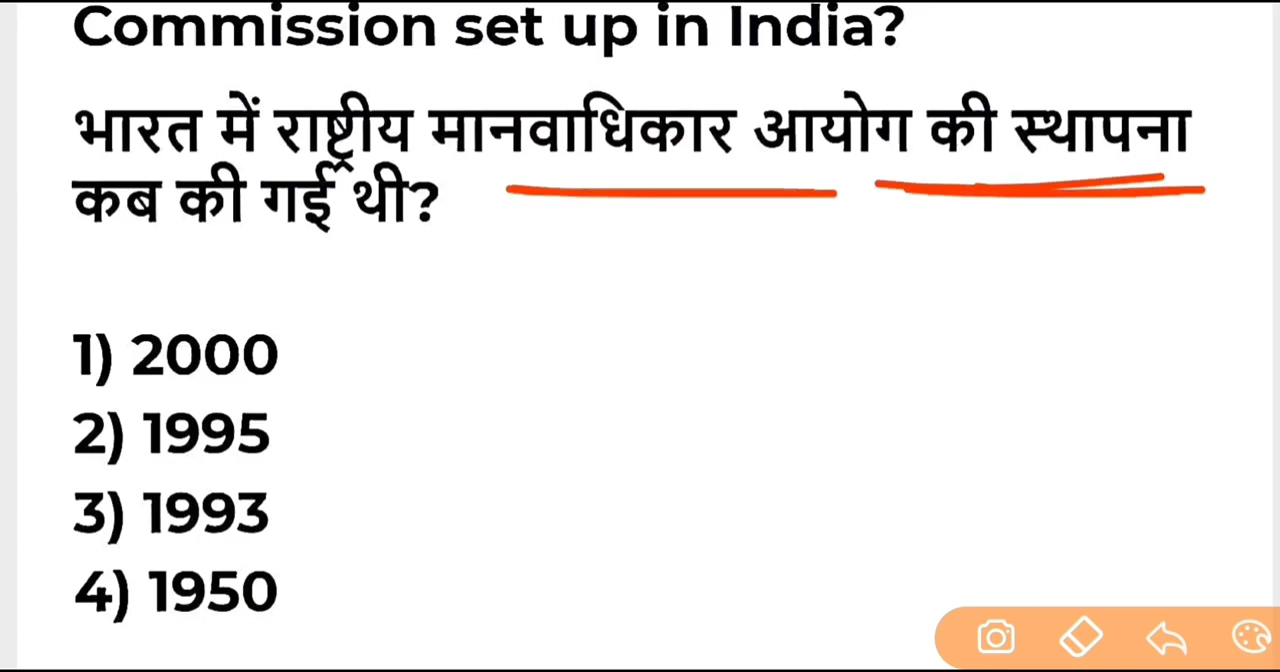 Commission set up in India?
भारत में राष्ट्रीय मानवाधिकार आयोग की स्थापना
कब की गई थी?
1) 2000
2) 1995
3) 1993
4) 1950